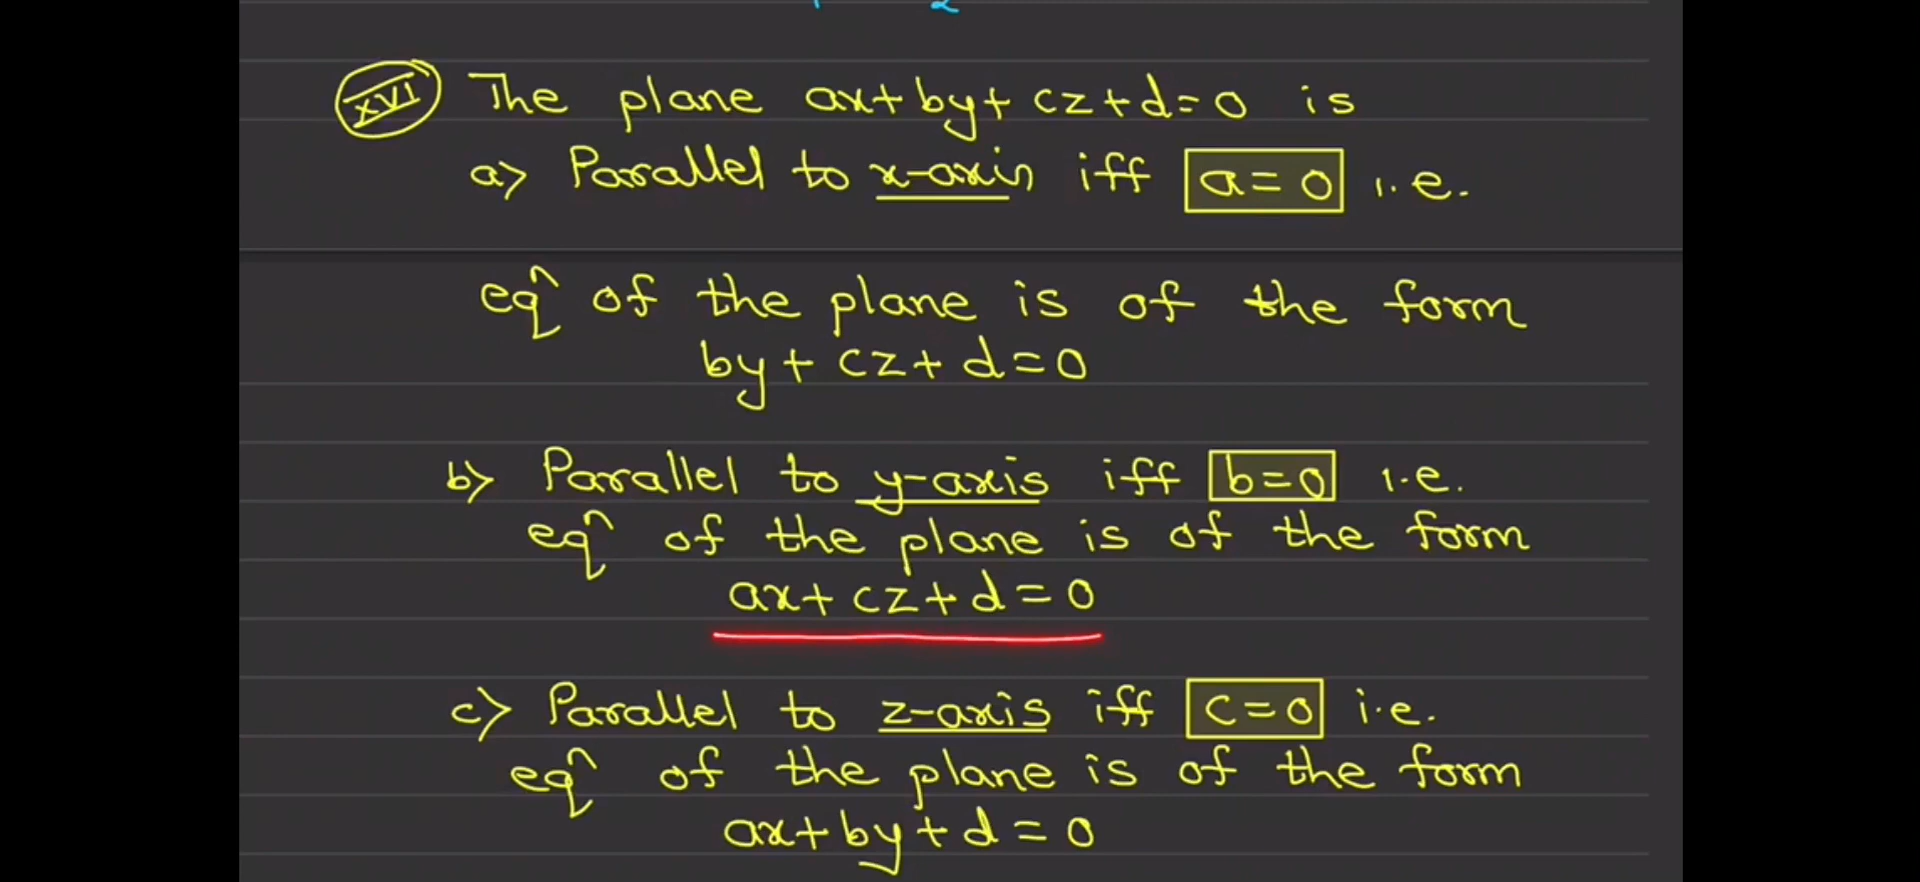 XVI The plane ax+by+cz+d=0 is
a) Parallel to x-axis iff a=0 i.e.
eqⁿ of the plane is of the form
by+cz+d=0
b) Parallel to y-axis iff b=0 i.e.
eqⁿ of the plane is of the form
ax+cz+d=0
c) Parallel to z-axis iff c=0 i.e.
eqⁿ of the plane is of the form
ax+by+d=0